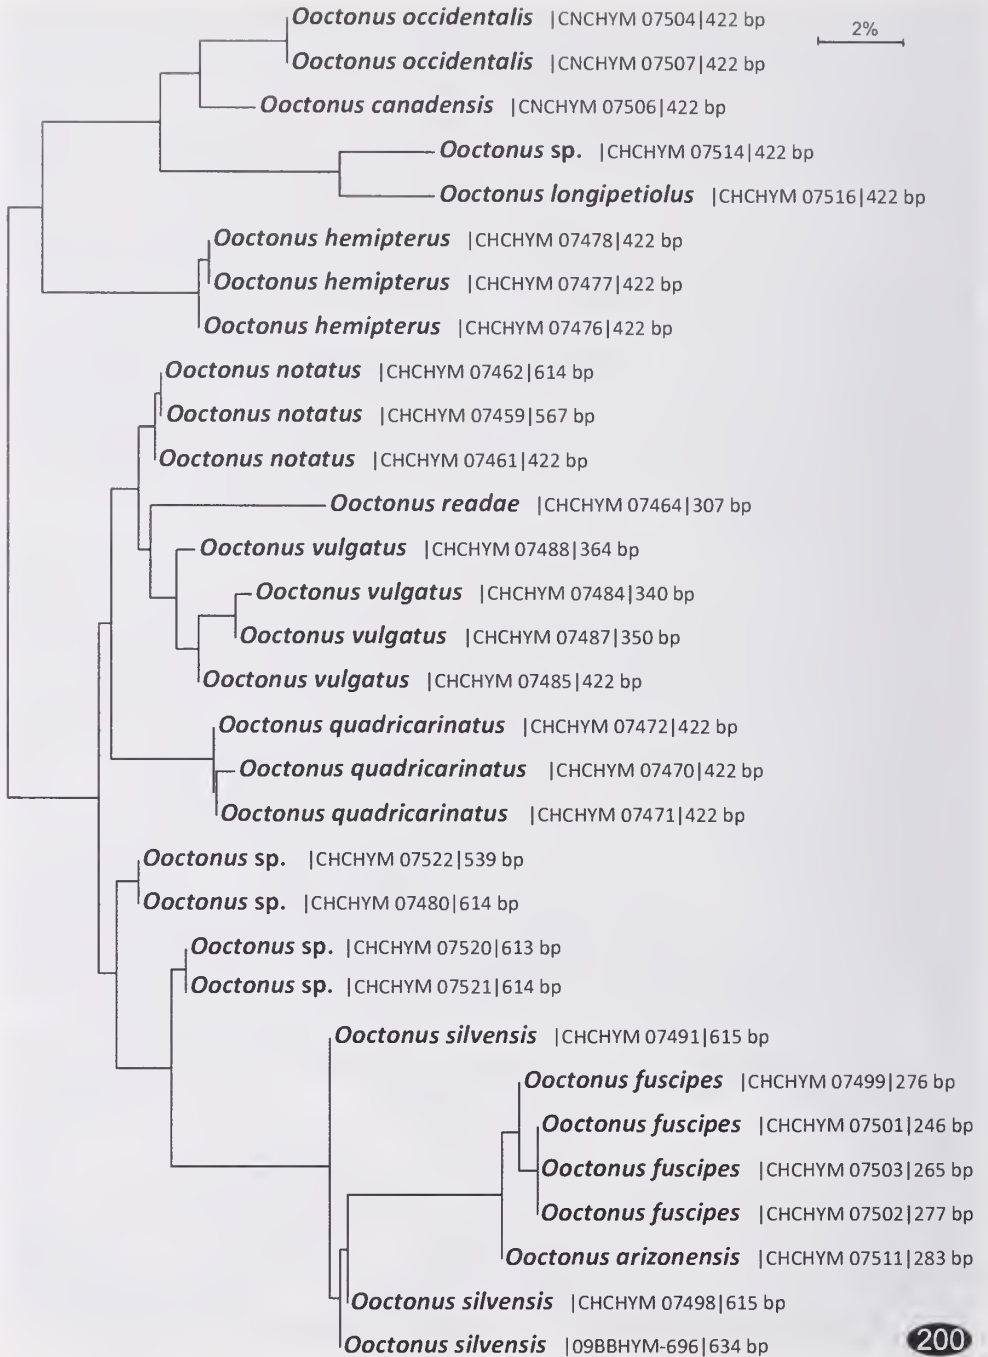 Ooctonus occidentalis |CNCHYM 07504|422 bp
2%
Ooctonus occidentalis |CNCHYM 07507|422 bp
Ooctonus canadensis |CNCHYM 07506|422 bp
Ooctonus sp. |CHCHYM 07514|422 bp
Ooctonus longipetiolus |CHCHYM 07516|422 bp
Ooctonus hemipterus |CHCHYM 07478|422 bp
Ooctonus hemipterus |CHCHYM 07477|422 bp
Ooctonus hemipterus |CHCHYM 07476|422 bp
Ooctonus notatus |CHCHYM 07462|614 bp
Ooctonus notatus |CHCHYM 07459|567 bp
Ooctonus notatus |CHCHYM 07461|422 bp
Ooctonus readae |CHCHYM 07464|307 bp
Ooctonus vulgatus |CHCHYM 07488|364 bp
Ooctonus vulgatus |CHCHYM 07484|340 bp
Ooctonus vulgatus |CHCHYM 07487|350 bp
Ooctonus vulgatus |CHCHYM 07485|422 bp
Ooctonus quadricarinatus |CHCHYM 07472|422 bp
Ooctonus quadricarinatus |CHCHYM 07470|422 bp
Ooctonus quadricarinatus |CHCHYM 07471|422 bp
Ooctonus sp. |CHCHYM 07522|539 bp
Ooctonus sp. |CHCHYM 07480|614 bp
Ooctonus sp. |CHCHYM 07520|613 bp
Ooctonus sp. |CHCHYM 07521|614 bp
Ooctonus silvensis |CHCHYM 07491|615 bp
Ooctonus fuscipes |CHCHYM 07499|276 bp
Ooctonus fuscipes |CHCHYM 07501|246 bp
Ooctonus fuscipes |CHCHYM 07503|265 bp
Ooctonus fuscipes |CHCHYM 07502|277 bp
Ooctonus arizonensis |CHCHYM 07511|283 bp
Ooctonus silvensis |CHCHYM 07498|615 bp
Ooctonus silvensis |09BBHYM-696|634 bp
200